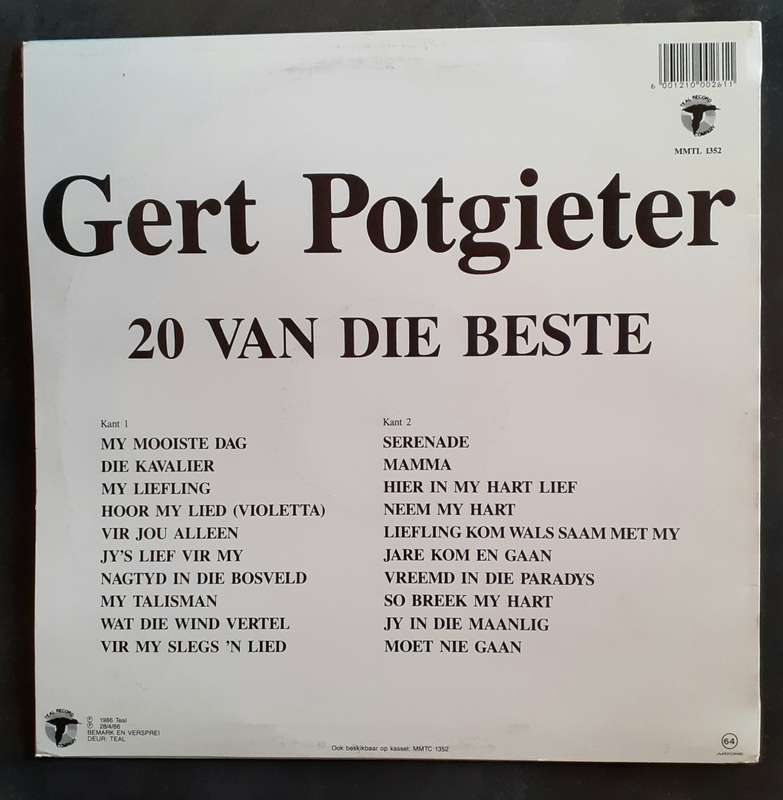 6 001210 002611
TEAL RECORD
COMPANY
MMTL 1352
Gert Potgieter
20 VAN DIE BESTE
Kant 1
MY MOOISTE DAG
DIE KAVALIER
MY LIEFLING
HOOR MY LIED (VIOLETTA)
VIR JOU ALLEEN
JY'S LIEF VIR MY
NAGTYD IN DIE BOSVELD
MY TALISMAN
WAT DIE WIND VERTEL
VIR MY SLEGS 'N LIED
Kant 2
SERENADE
MAMMA
HIER IN MY HART LIEF
NEEM MY HART
LIEFLING KOM WALS SAAM MET MY
JARE KOM EN GAAN
VREEMD IN DIE PARADYS
SO BREEK MY HART
JY IN DIE MAANLIG
MOET NIE GAAN
TEAL RECORD
COMPANY
℗ 1986 Teal
℗ 28/4/86
BEMARK EN VERSPREI
DEUR: TEAL
Ook beskikbaar op kasset: MMTC 1352
64